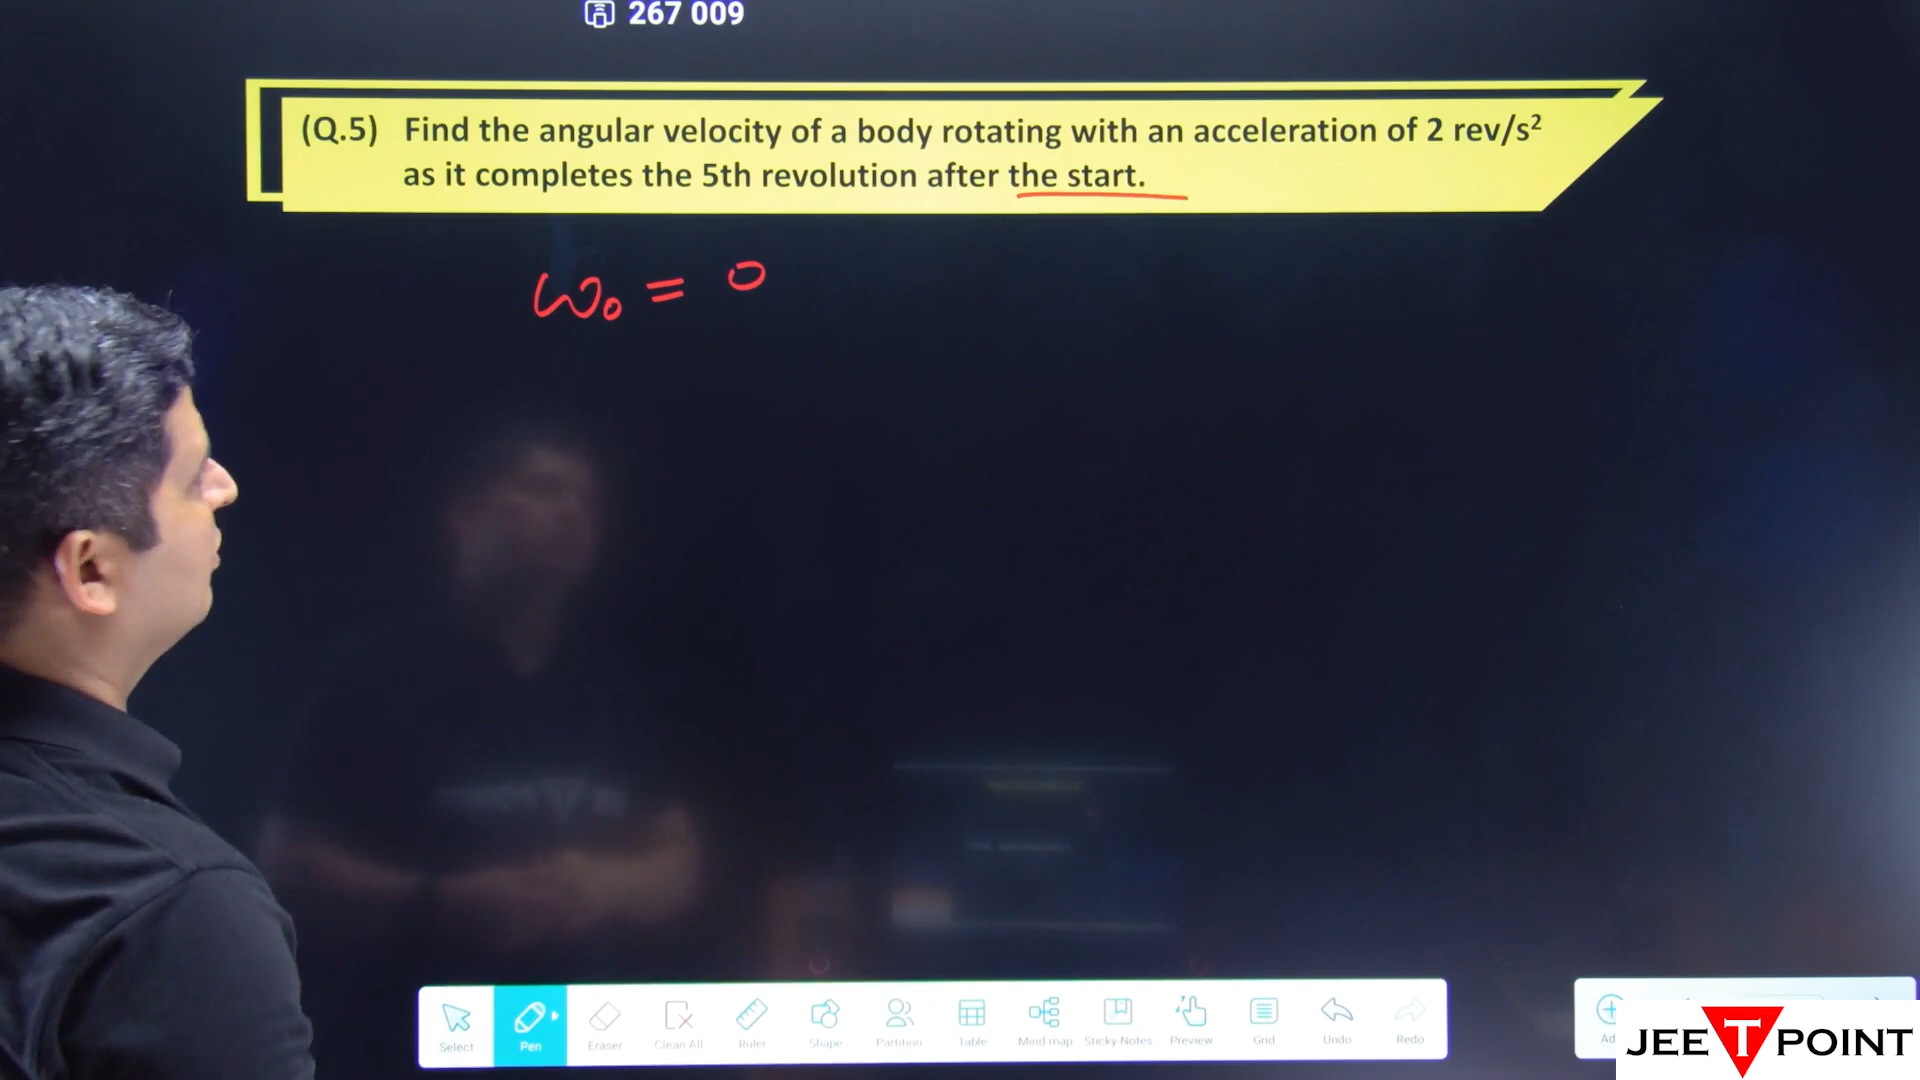 267 009
(Q.5) Find the angular velocity of a body rotating with an acceleration of 2 rev/s²
as it completes the 5th revolution after the start.
ω₀ = 0
Select Pen Eraser Clean All Ruler Shape Partition Table Mind map Sticky Notes Preview Grid Undo Redo
JEE T POINT